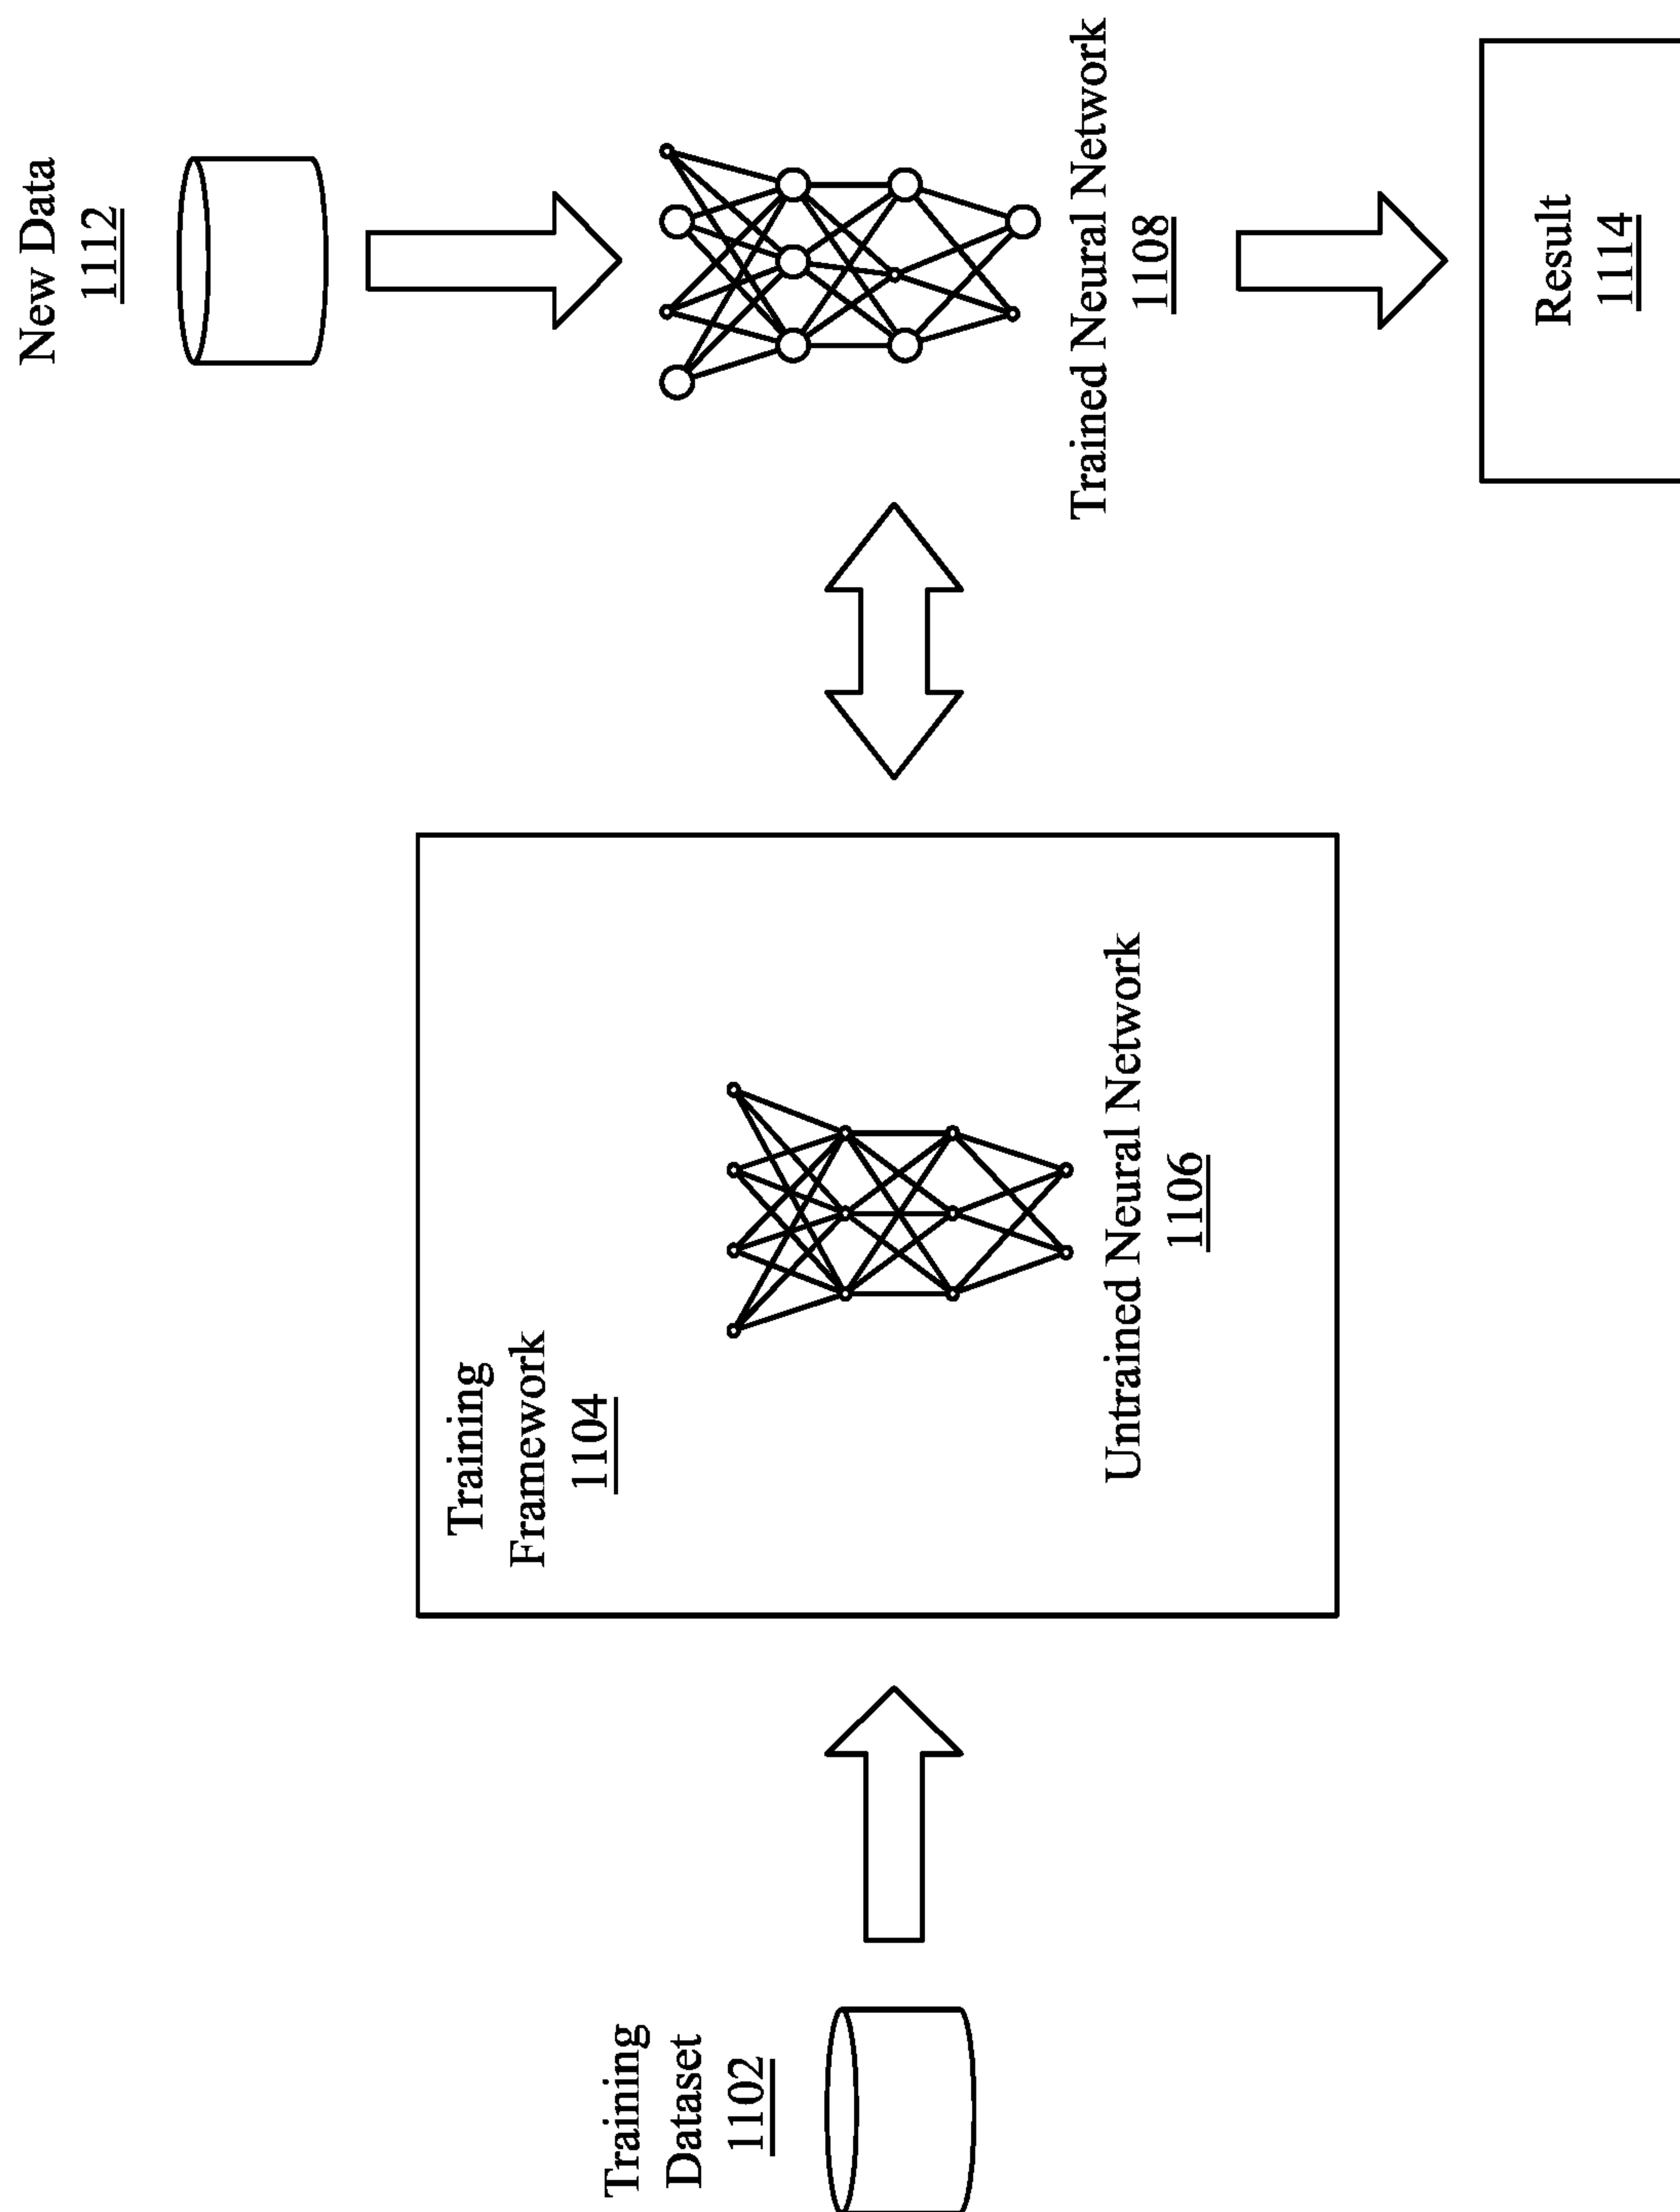 Training
Dataset
1102
Training
Framework
1104
Untrained Neural Network
1106
New Data
1112
Trained Neural Network
1108
Result
1114